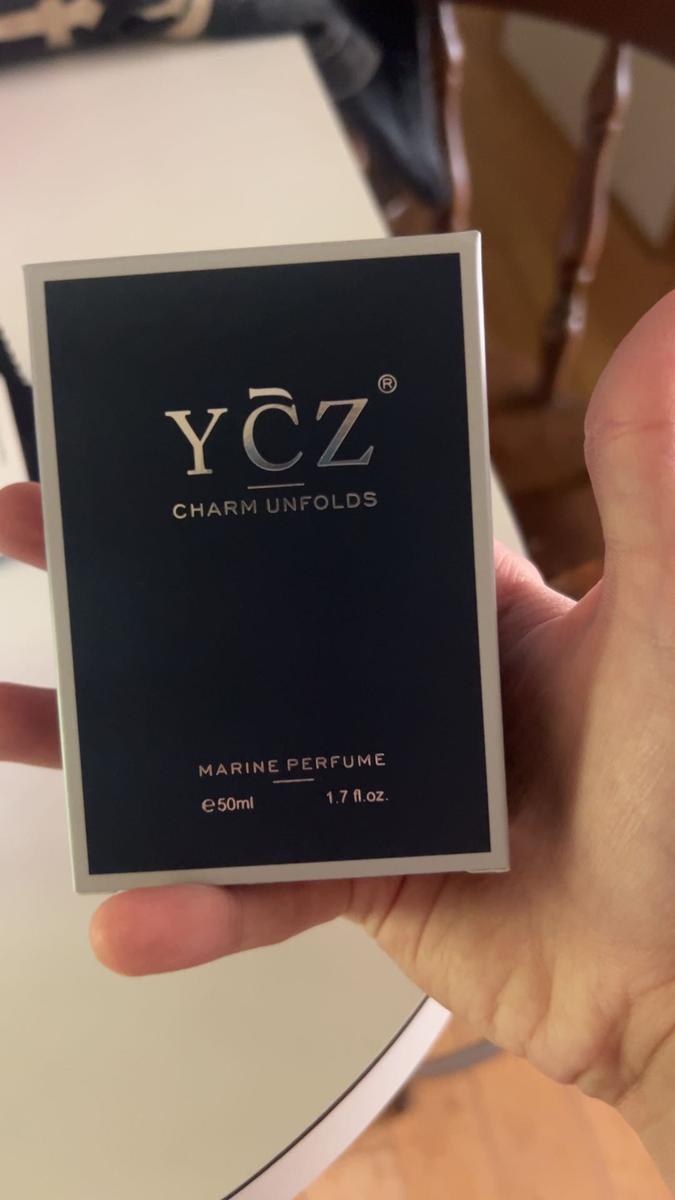 YC̄Z®
CHARM UNFOLDS
MARINE PERFUME
℮50ml 1.7 fl.oz.